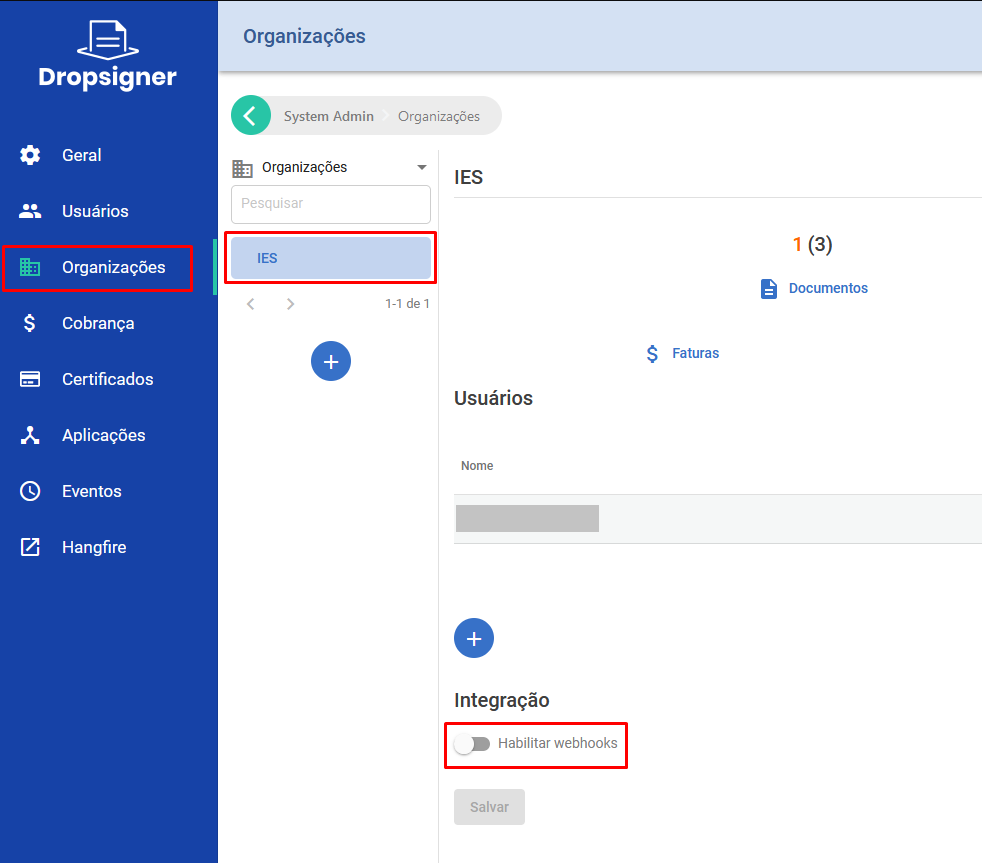 Dropsigner
Geral
Usuários
Organizações
Cobrança
Certificados
Aplicações
Eventos
Hangfire
Organizações
System Admin
Organizações
Organizações
Pesquisar
IES
1-1 de 1
+
IES
1 (3)
Documentos
Faturas
Usuários
Nome
+
Integração
Habilitar webhooks
Salvar